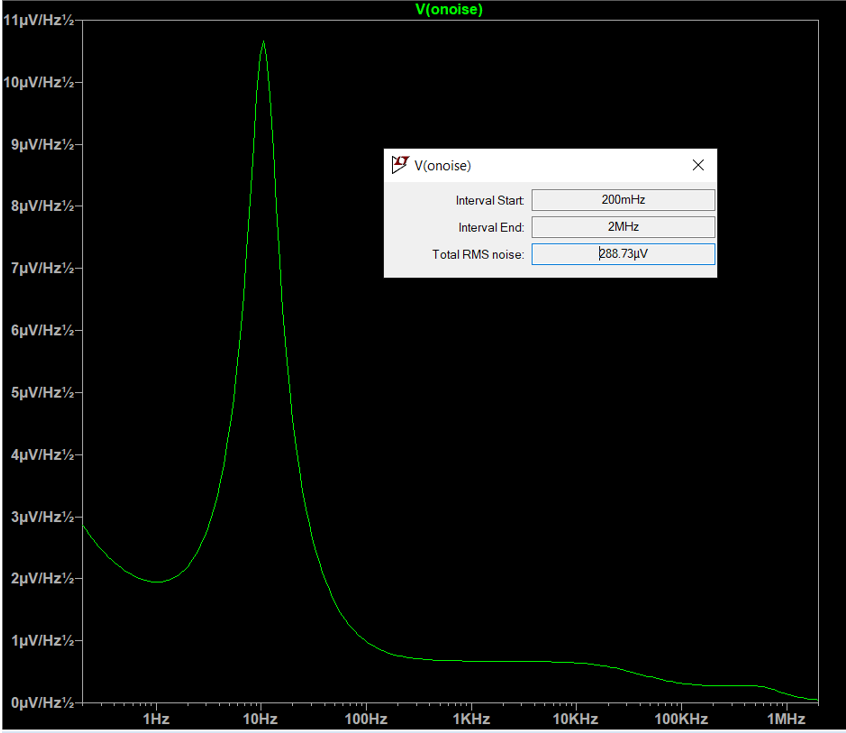 V(onoise)
11µV/Hz½
10µV/Hz½
9µV/Hz½
8µV/Hz½
7µV/Hz½
6µV/Hz½
5µV/Hz½
4µV/Hz½
3µV/Hz½
2µV/Hz½
1µV/Hz½
0µV/Hz½
1Hz 10Hz 100Hz 1KHz 10KHz 100KHz 1MHz
V(onoise)
Interval Start: 200mHz
Interval End: 2MHz
Total RMS noise: 288.73µV